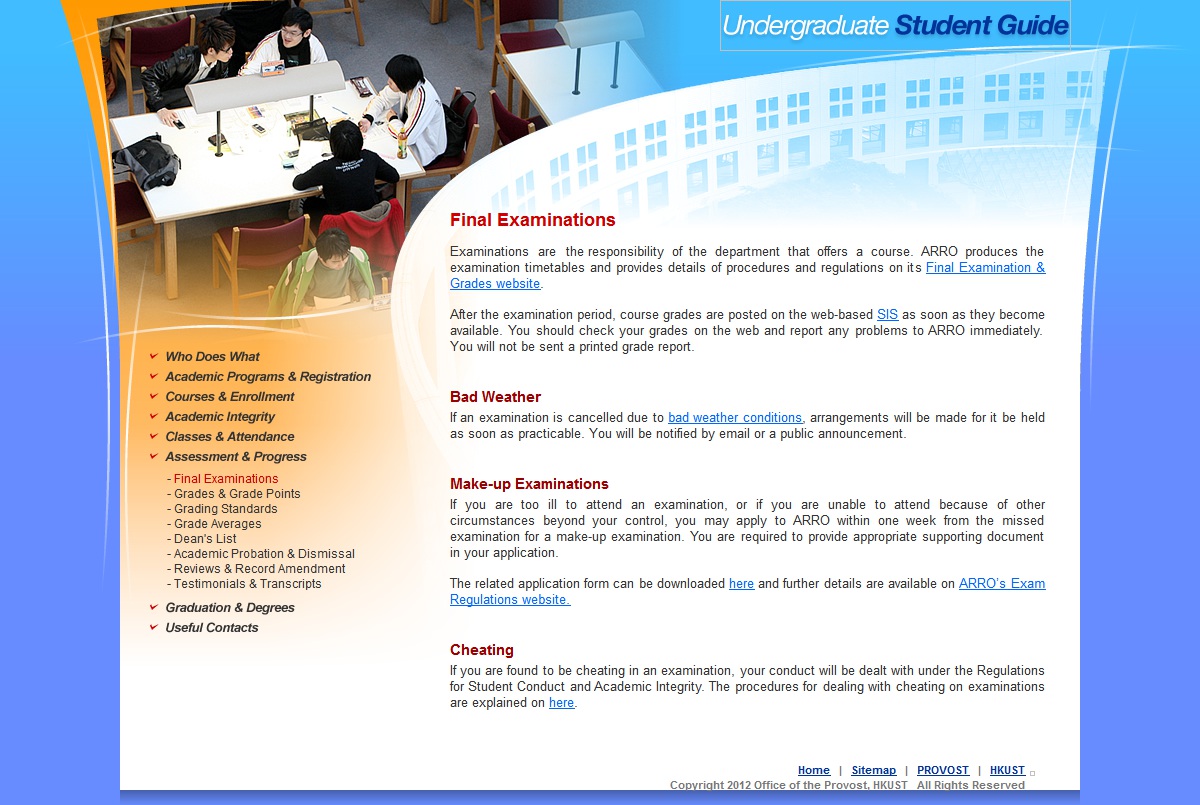 Undergraduate Student Guide
Final Examinations
Examinations are the responsibility of the department that offers a course. ARRO produces the
examination timetables and provides details of procedures and regulations on its Final Examination &
Grades website.
After the examination period, course grades are posted on the web-based SIS as soon as they become
available. You should check your grades on the web and report any problems to ARRO immediately.
You will not be sent a printed grade report.
Bad Weather
If an examination is cancelled due to bad weather conditions, arrangements will be made for it be held
as soon as practicable. You will be notified by email or a public announcement.
Make-up Examinations
If you are too ill to attend an examination, or if you are unable to attend because of other
circumstances beyond your control, you may apply to ARRO within one week from the missed
examination for a make-up examination. You are required to provide appropriate supporting document
in your application.
The related application form can be downloaded here and further details are available on ARRO's Exam
Regulations website.
Cheating
If you are found to be cheating in an examination, your conduct will be dealt with under the Regulations
for Student Conduct and Academic Integrity. The procedures for dealing with cheating on examinations
are explained on here.
Who Does What
Academic Programs & Registration
Courses & Enrollment
Academic Integrity
Classes & Attendance
Assessment & Progress
- Final Examinations
- Grades & Grade Points
- Grading Standards
- Grade Averages
- Dean's List
- Academic Probation & Dismissal
- Reviews & Record Amendment
- Testimonials & Transcripts
Graduation & Degrees
Useful Contacts
Home | Sitemap | PROVOST | HKUST
Copyright 2012 Office of the Provost, HKUST All Rights Reserved